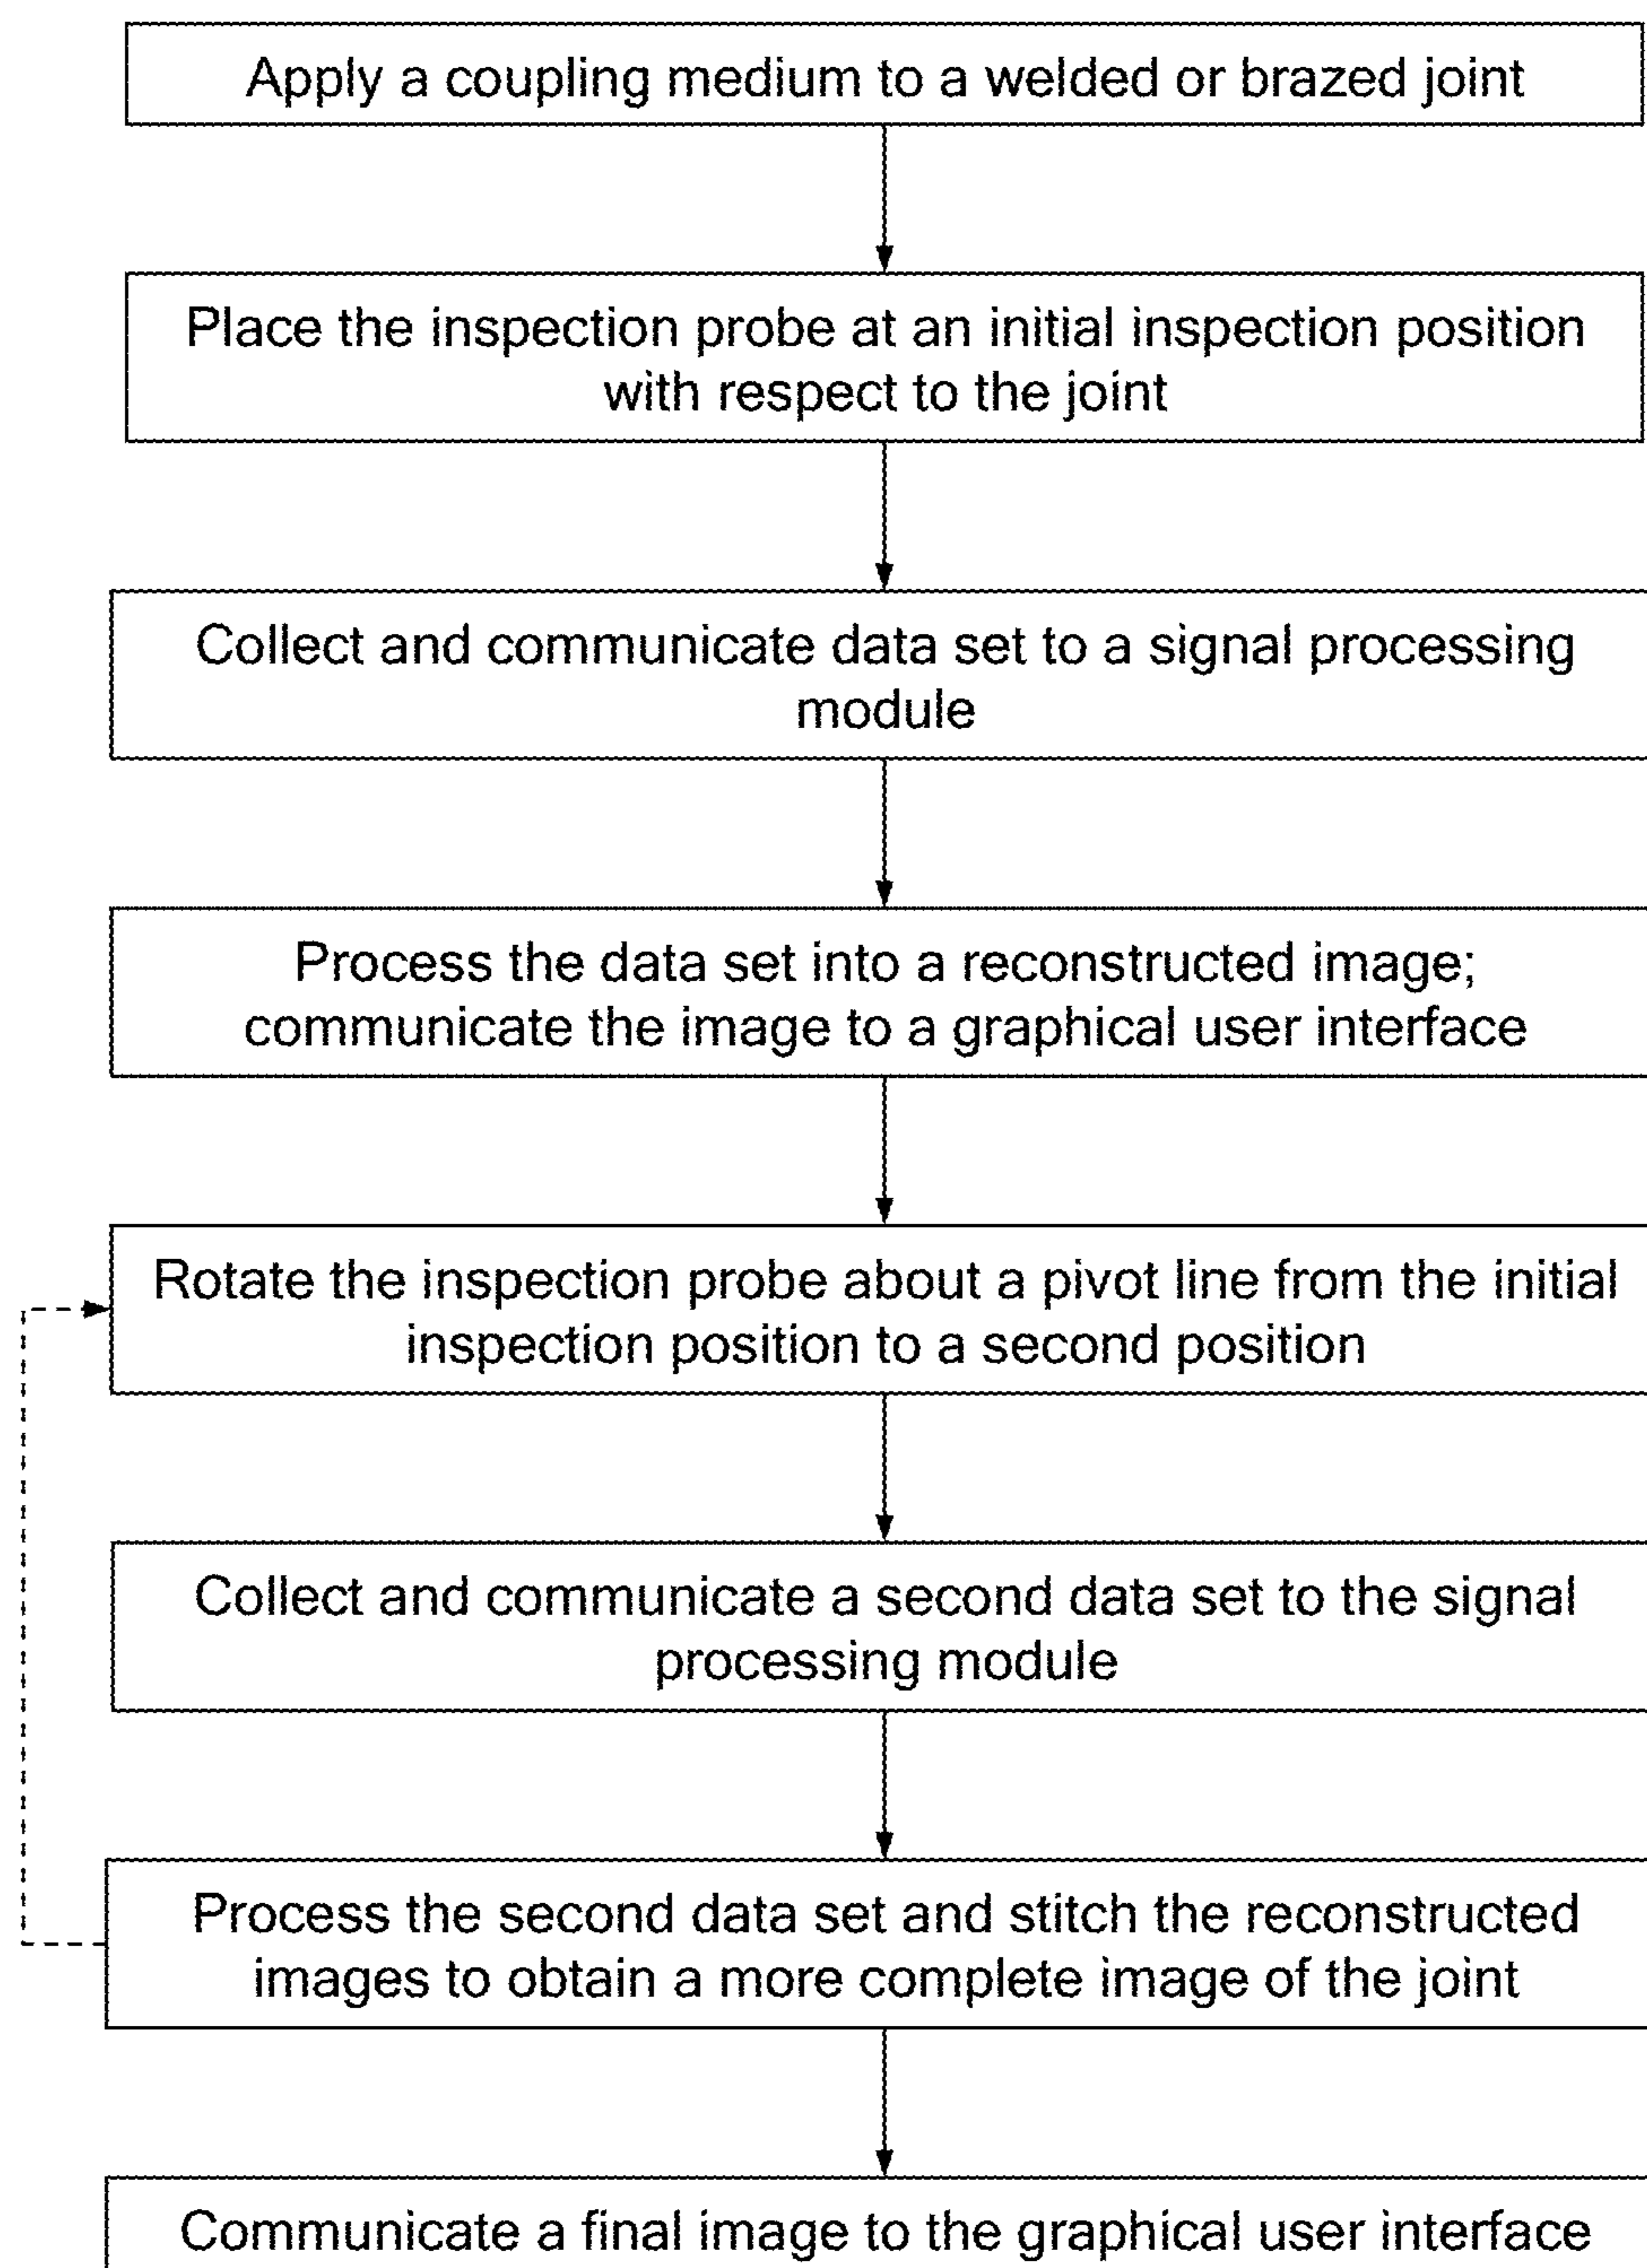 Apply a coupling medium to a welded or brazed joint
Place the inspection probe at an initial inspection position
with respect to the joint
Collect and communicate data set to a signal processing
module
Process the data set into a reconstructed image;
communicate the image to a graphical user interface
Rotate the inspection probe about a pivot line from the initial
inspection position to a second position
Collect and communicate a second data set to the signal
processing module
Process the second data set and stitch the reconstructed
images to obtain a more complete image of the joint
Communicate a final image to the graphical user interface